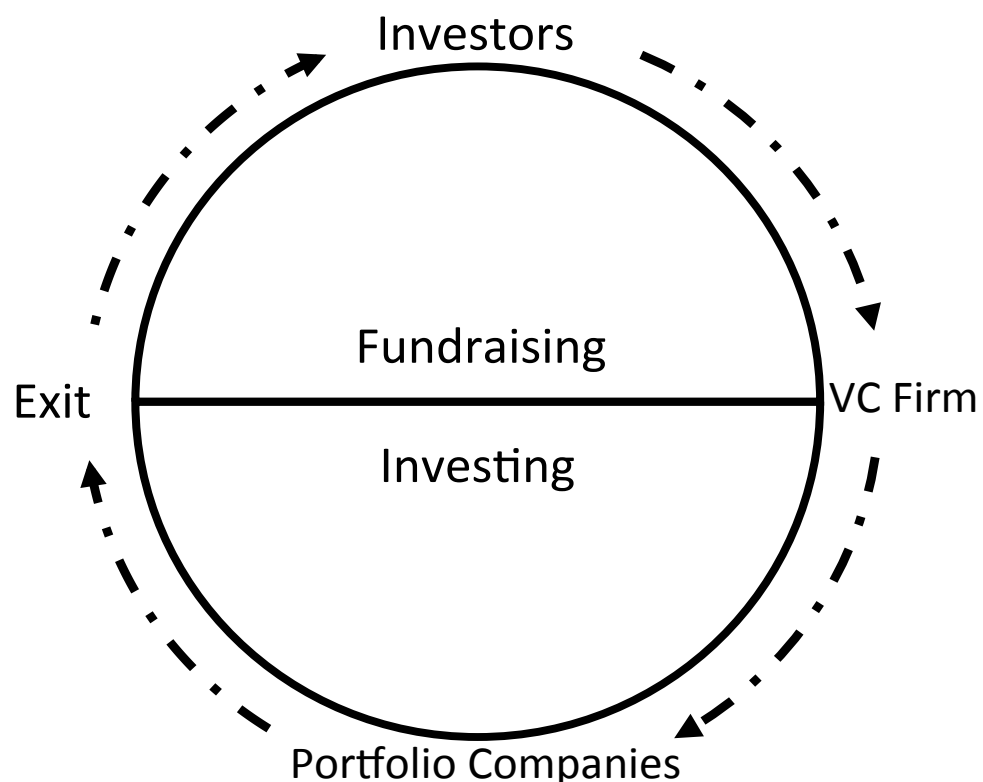 Investors
Fundraising
Exit
VC Firm
Investing
Portfolio Companies